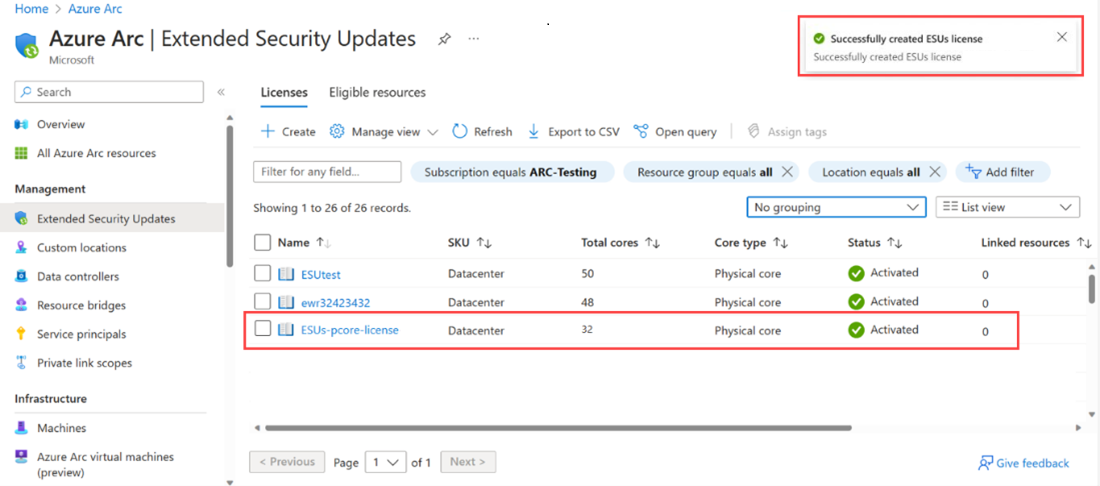 Home > Azure Arc
Azure Arc | Extended Security Updates
Microsoft
Successfully created ESUs license
Successfully created ESUs license
Search
Overview
All Azure Arc resources
Management
Extended Security Updates
Custom locations
Data controllers
Resource bridges
Service principals
Private link scopes
Infrastructure
Machines
Azure Arc virtual machines
(preview)
Licenses Eligible resources
Create Manage view Refresh Export to CSV Open query Assign tags
Filter for any field... Subscription equals ARC-Testing Resource group equals all Location equals all Add filter
Showing 1 to 26 of 26 records. No grouping List view
Name SKU Total cores Core type Status Linked resources
ESUtest Datacenter 50 Physical core Activated 0
ewr32423432 Datacenter 48 Physical core Activated 0
ESUs-pcore-license Datacenter 32 Physical core Activated 0
< Previous Page 1 of 1 Next > Give feedback